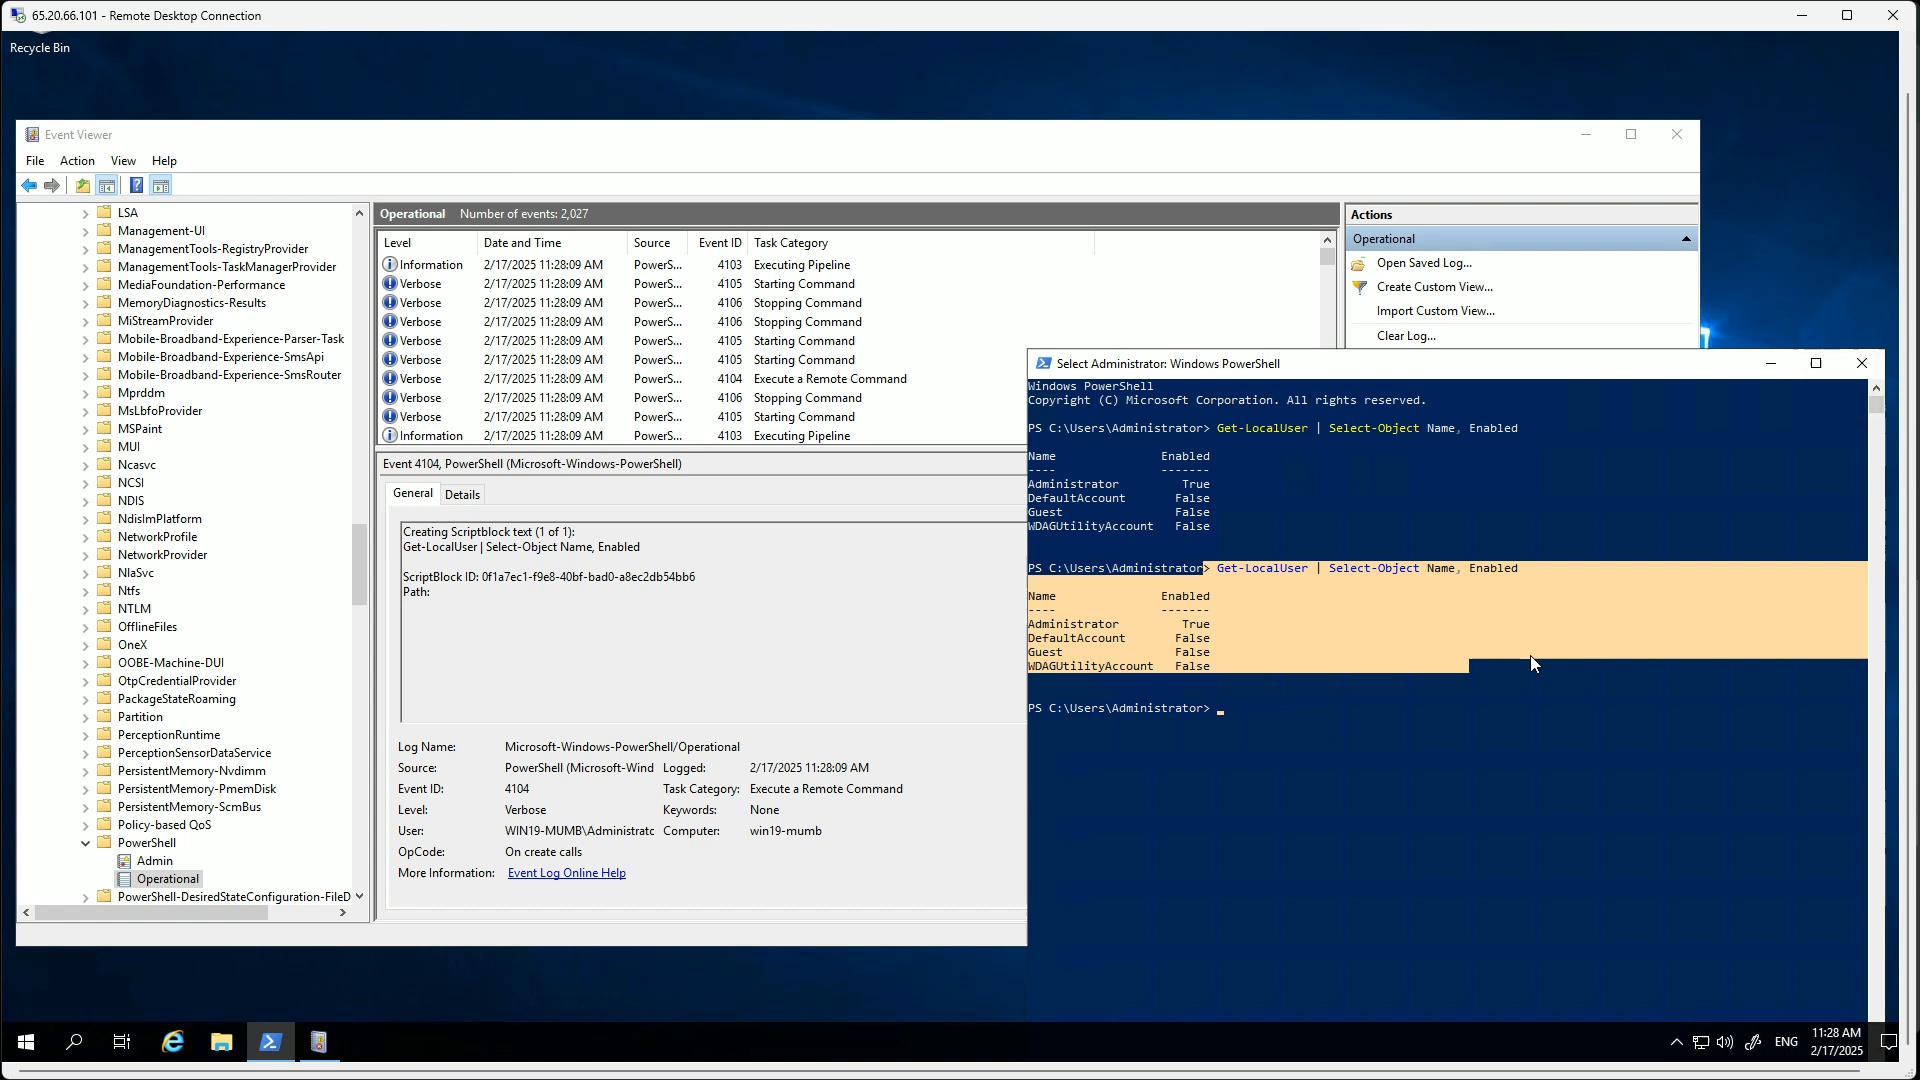 65.20.66.101 - Remote Desktop Connection
Recycle Bin
Event Viewer
File Action View Help
LSA
Management-UI
ManagementTools-RegistryProvider
ManagementTools-TaskManagerProvider
MediaFoundation-Performance
MemoryDiagnostics-Results
MiStreamProvider
Mobile-Broadband-Experience-Parser-Task
Mobile-Broadband-Experience-SmsApi
Mobile-Broadband-Experience-SmsRouter
Mprddm
MsLbfoProvider
MSPaint
MUI
Ncasvc
NCSI
NDIS
NdisImPlatform
NetworkProfile
NetworkProvider
NlaSvc
Ntfs
NTLM
OfflineFiles
OneX
OOBE-Machine-DUI
OtpCredentialProvider
PackageStateRoaming
Partition
PerceptionRuntime
PerceptionSensorDataService
PersistentMemory-Nvdimm
PersistentMemory-PmemDisk
PersistentMemory-ScmBus
Policy-based QoS
PowerShell
Admin
Operational
PowerShell-DesiredStateConfiguration-FileD
Operational Number of events: 2,027
Level Date and Time Source Event ID Task Category
Information 2/17/2025 11:28:09 AM PowerS... 4103 Executing Pipeline
Verbose 2/17/2025 11:28:09 AM PowerS... 4105 Starting Command
Verbose 2/17/2025 11:28:09 AM PowerS... 4106 Stopping Command
Verbose 2/17/2025 11:28:09 AM PowerS... 4106 Stopping Command
Verbose 2/17/2025 11:28:09 AM PowerS... 4105 Starting Command
Verbose 2/17/2025 11:28:09 AM PowerS... 4105 Starting Command
Verbose 2/17/2025 11:28:09 AM PowerS... 4104 Execute a Remote Command
Verbose 2/17/2025 11:28:09 AM PowerS... 4106 Stopping Command
Verbose 2/17/2025 11:28:09 AM PowerS... 4105 Starting Command
Information 2/17/2025 11:28:09 AM PowerS... 4103 Executing Pipeline
Event 4104, PowerShell (Microsoft-Windows-PowerShell)
General Details
Creating Scriptblock text (1 of 1):
Get-LocalUser | Select-Object Name, Enabled
ScriptBlock ID: 0f1a7ec1-f9e8-40bf-bad0-a8ec2db54bb6
Path:
Log Name: Microsoft-Windows-PowerShell/Operational
Source: PowerShell (Microsoft-Wind Logged: 2/17/2025 11:28:09 AM
Event ID: 4104 Task Category: Execute a Remote Command
Level: Verbose Keywords: None
User: WIN19-MUMB\Administratc Computer: win19-mumb
OpCode: On create calls
More Information: Event Log Online Help
Actions
Operational
Open Saved Log...
Create Custom View...
Import Custom View...
Clear Log...
Select Administrator: Windows PowerShell
Windows PowerShell
Copyright (C) Microsoft Corporation. All rights reserved.
PS C:\Users\Administrator> Get-LocalUser | Select-Object Name, Enabled
Name Enabled
---- -------
Administrator True
DefaultAccount False
Guest False
WDAGUtilityAccount False
PS C:\Users\Administrator> Get-LocalUser | Select-Object Name, Enabled
Name Enabled
---- -------
Administrator True
DefaultAccount False
Guest False
WDAGUtilityAccount False
PS C:\Users\Administrator>
ENG
11:28 AM
2/17/2025